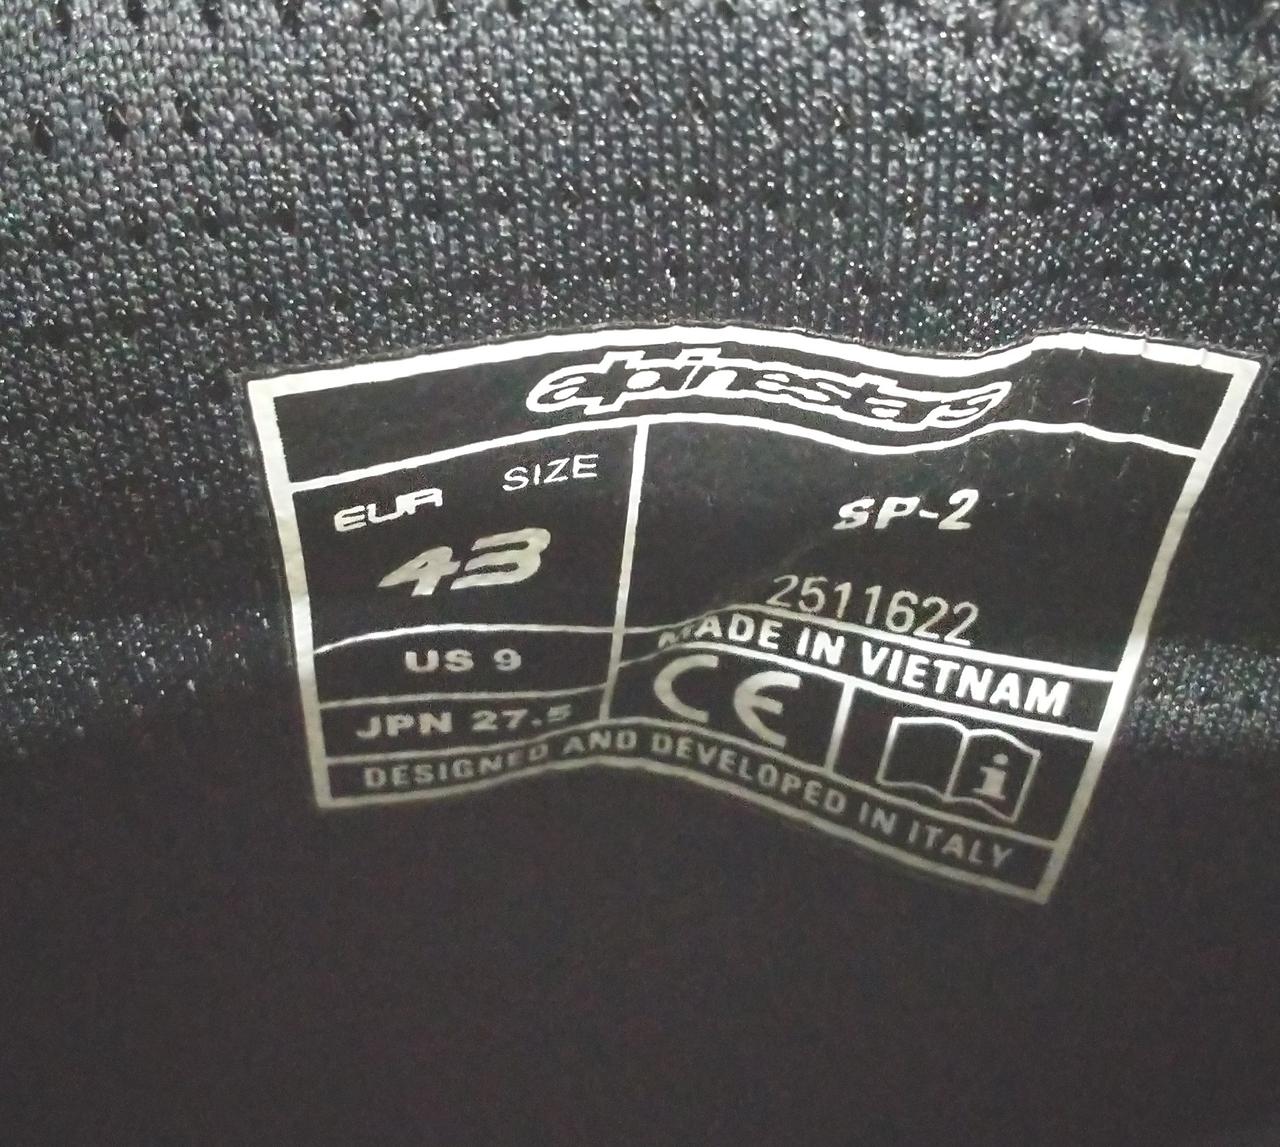 alpinestars
EUR SIZE
43
SP-2
2511622
US 9
MADE IN VIETNAM
JPN 27.5
CE
i
DESIGNED AND DEVELOPED IN ITALY